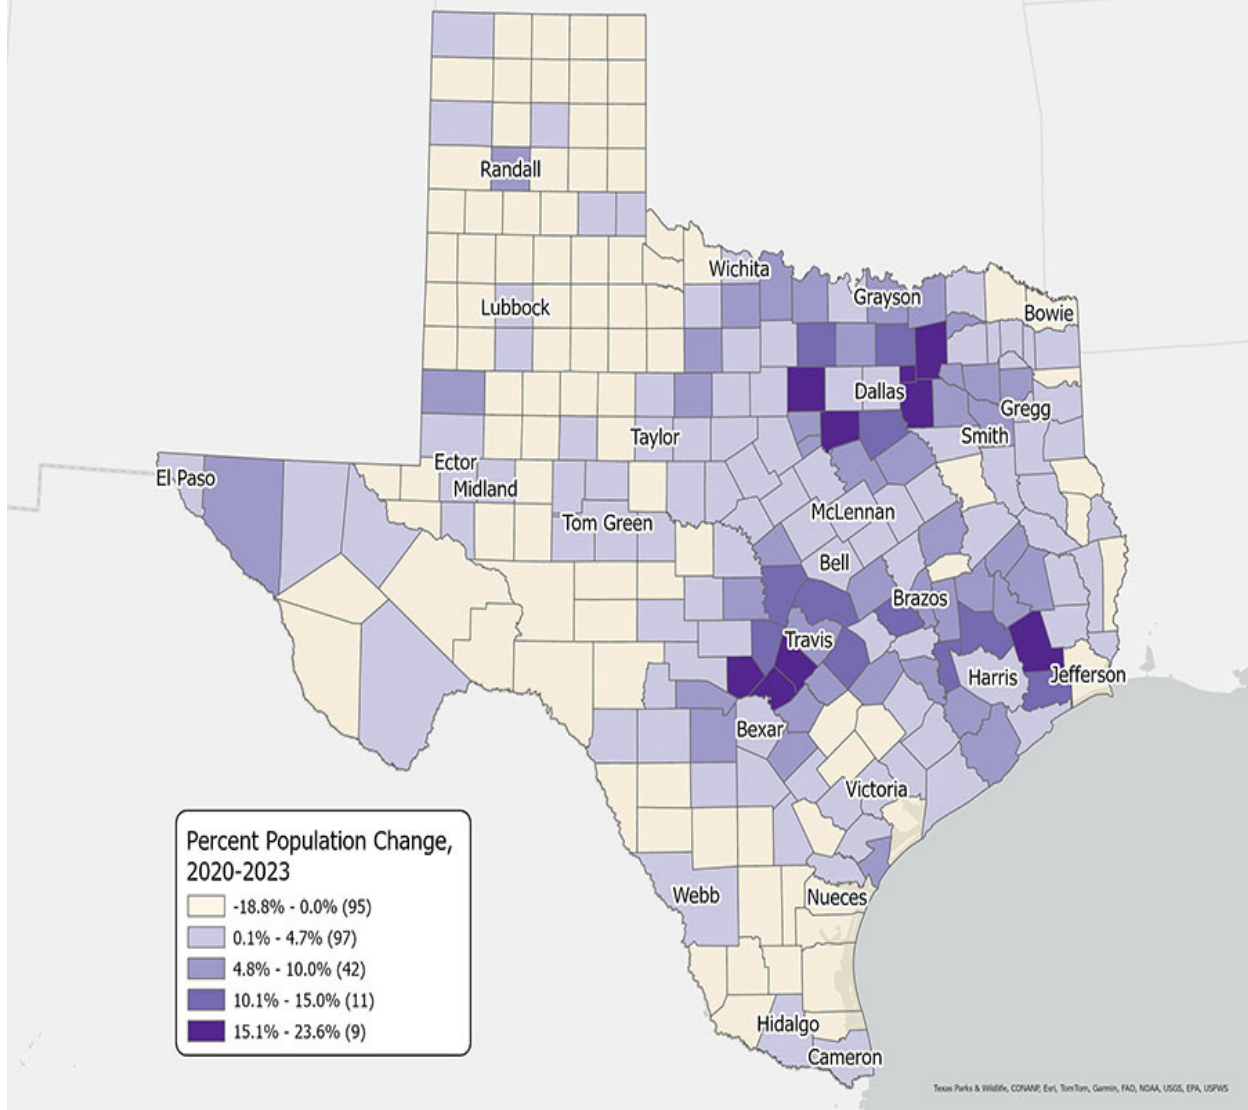 Randall
Wichita
Grayson
Lubbock
Bowie
Dallas
Gregg
Taylor
Smith
Ector
El Paso
Midland
McLennan
Tom Green
Bell
Brazos
Travis
Harris
Jefferson
Bexar
Victoria
Webb
Nueces
Hidalgo
Cameron
Percent Population Change,
2020-2023
-18.8% - 0.0% (95)
0.1% - 4.7% (97)
4.8% - 10.0% (42)
10.1% - 15.0% (11)
15.1% - 23.6% (9)
Texas Parks & Wildlife, CONANP, Esri, TomTom, Garmin, FAO, NOAA, USGS, EPA, USFWS